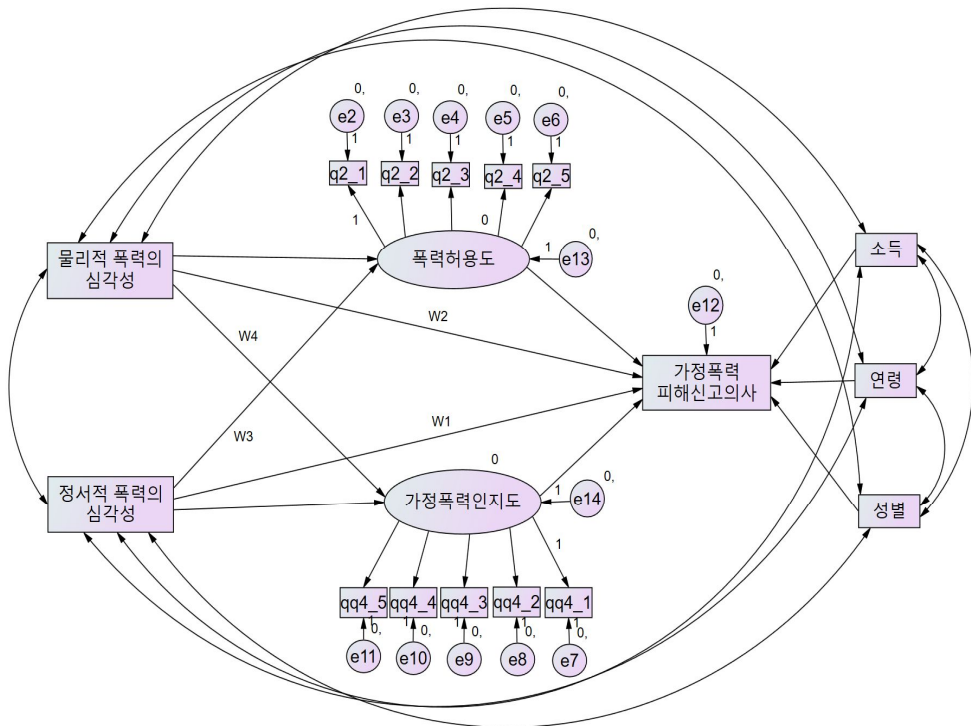 0,
0,
0,
0,
0,
e2
e3
e4
e5
e6
1
1
1
1
1
q2_1
q2_2
q2_3
q2_4
q2_5
1
0
물리적 폭력의
심각성
폭력허용도
1
0,
e13
소득
0,
e12
1
W2
W4
가정폭력
피해신고의사
연령
W3
W1
정서적 폭력의
심각성
0
가정폭력인지도
1
0,
e14
성별
1
qq4_5
qq4_4
qq4_3
qq4_2
qq4_1
1
1
1
1
1
0,
0,
0,
0,
0,
e11
e10
e9
e8
e7